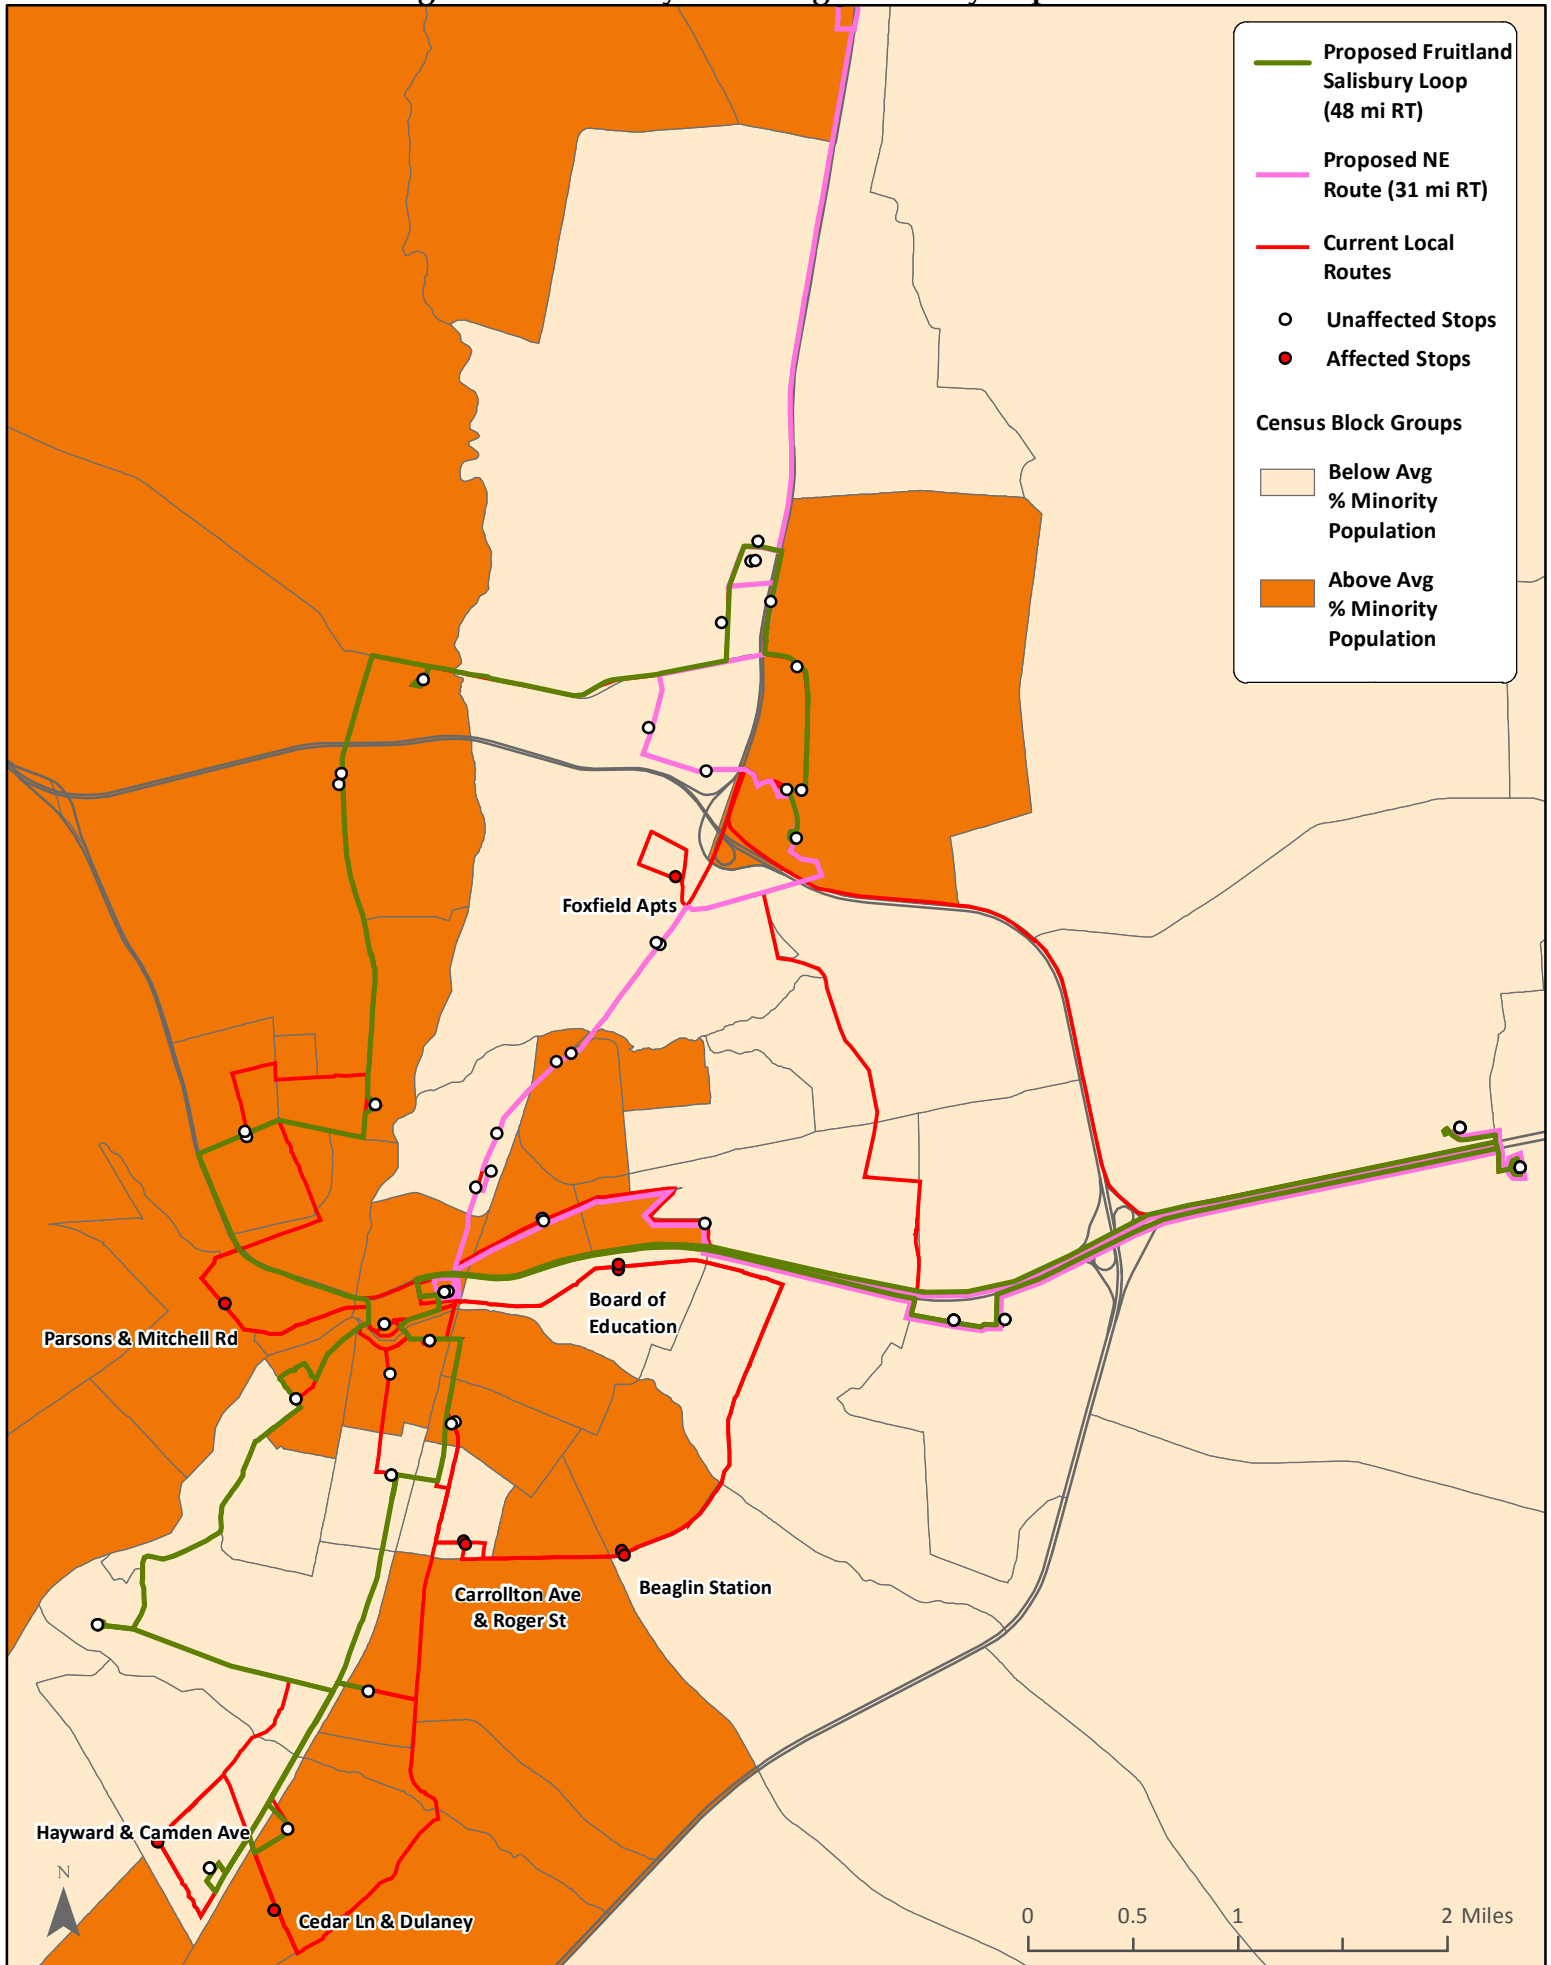 Proposed Fruitland
Salisbury Loop
(48 mi RT)
Proposed NE
Route (31 mi RT)
Current Local
Routes
Unaffected Stops
Affected Stops
Census Block Groups
Below Avg
% Minority
Population
Above Avg
% Minority
Population
Foxfield Apts
Board of
Education
Parsons & Mitchell Rd
Carrollton Ave
& Roger St
Beaglin Station
Hayward & Camden Ave
N
Cedar Ln & Dulaney
0 0.5 1 2 Miles